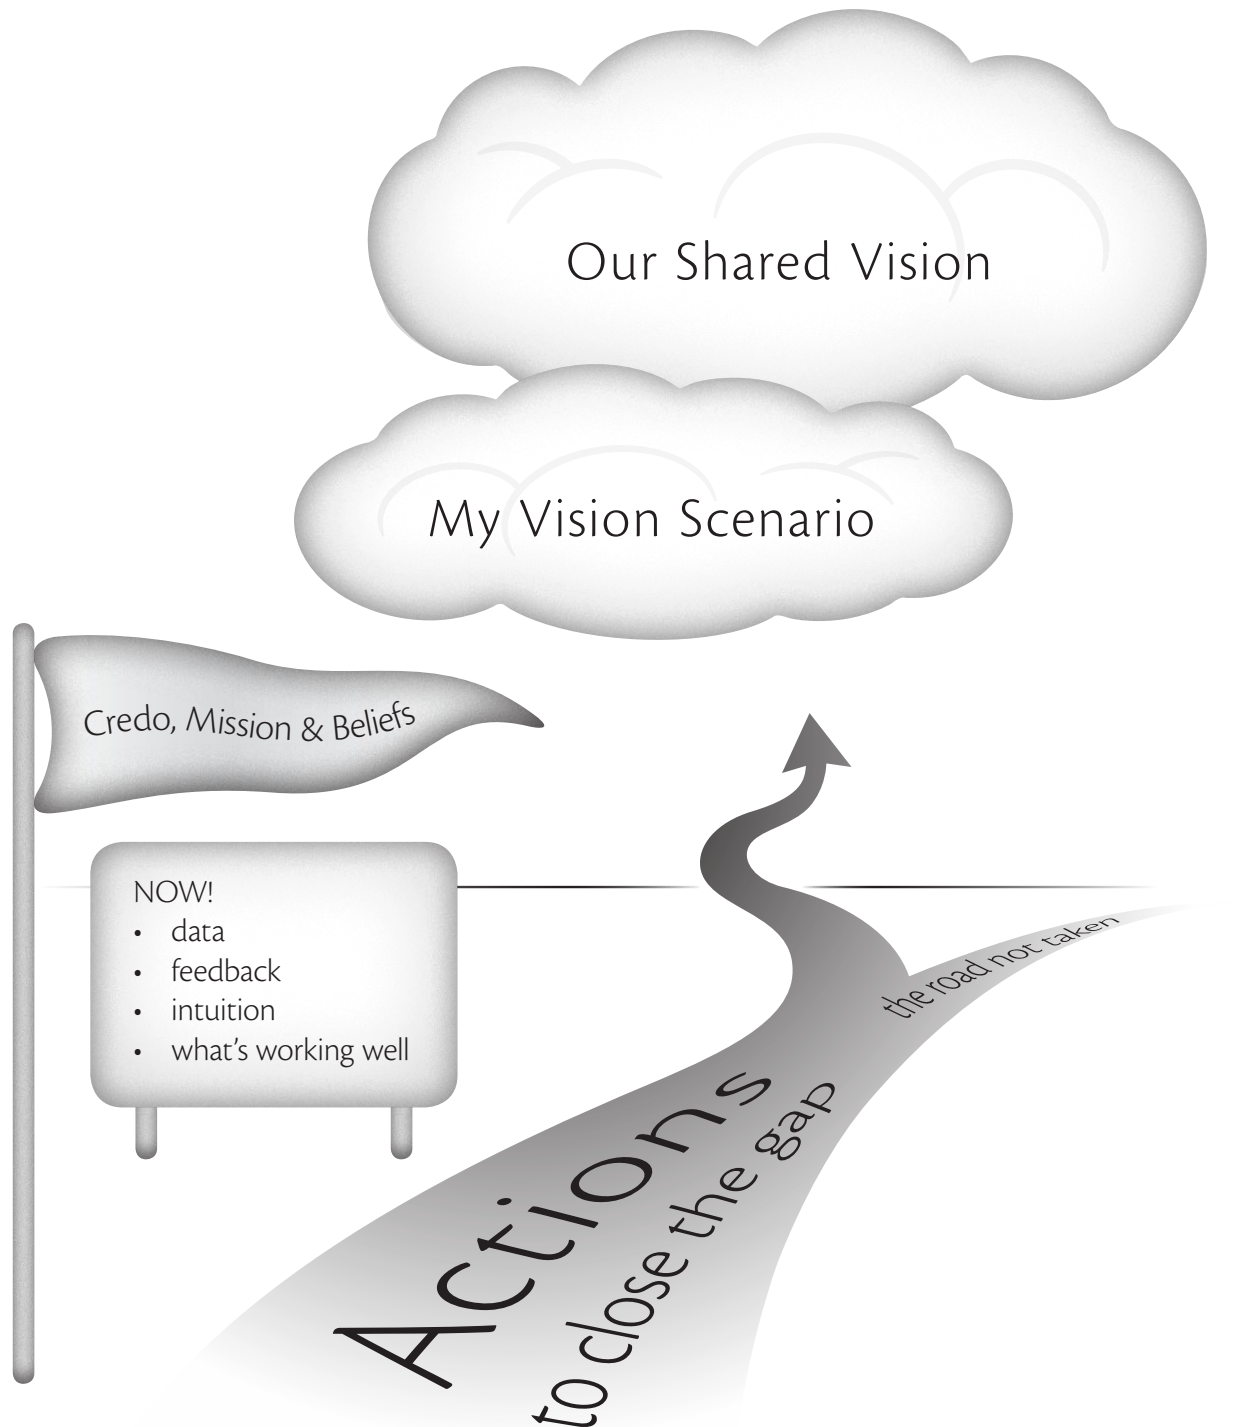 Our Shared Vision
My Vision Scenario
Credo, Mission & Beliefs
NOW!
• data
• feedback
• intuition
• what’s working well
the road not taken
Actions
to close the gap